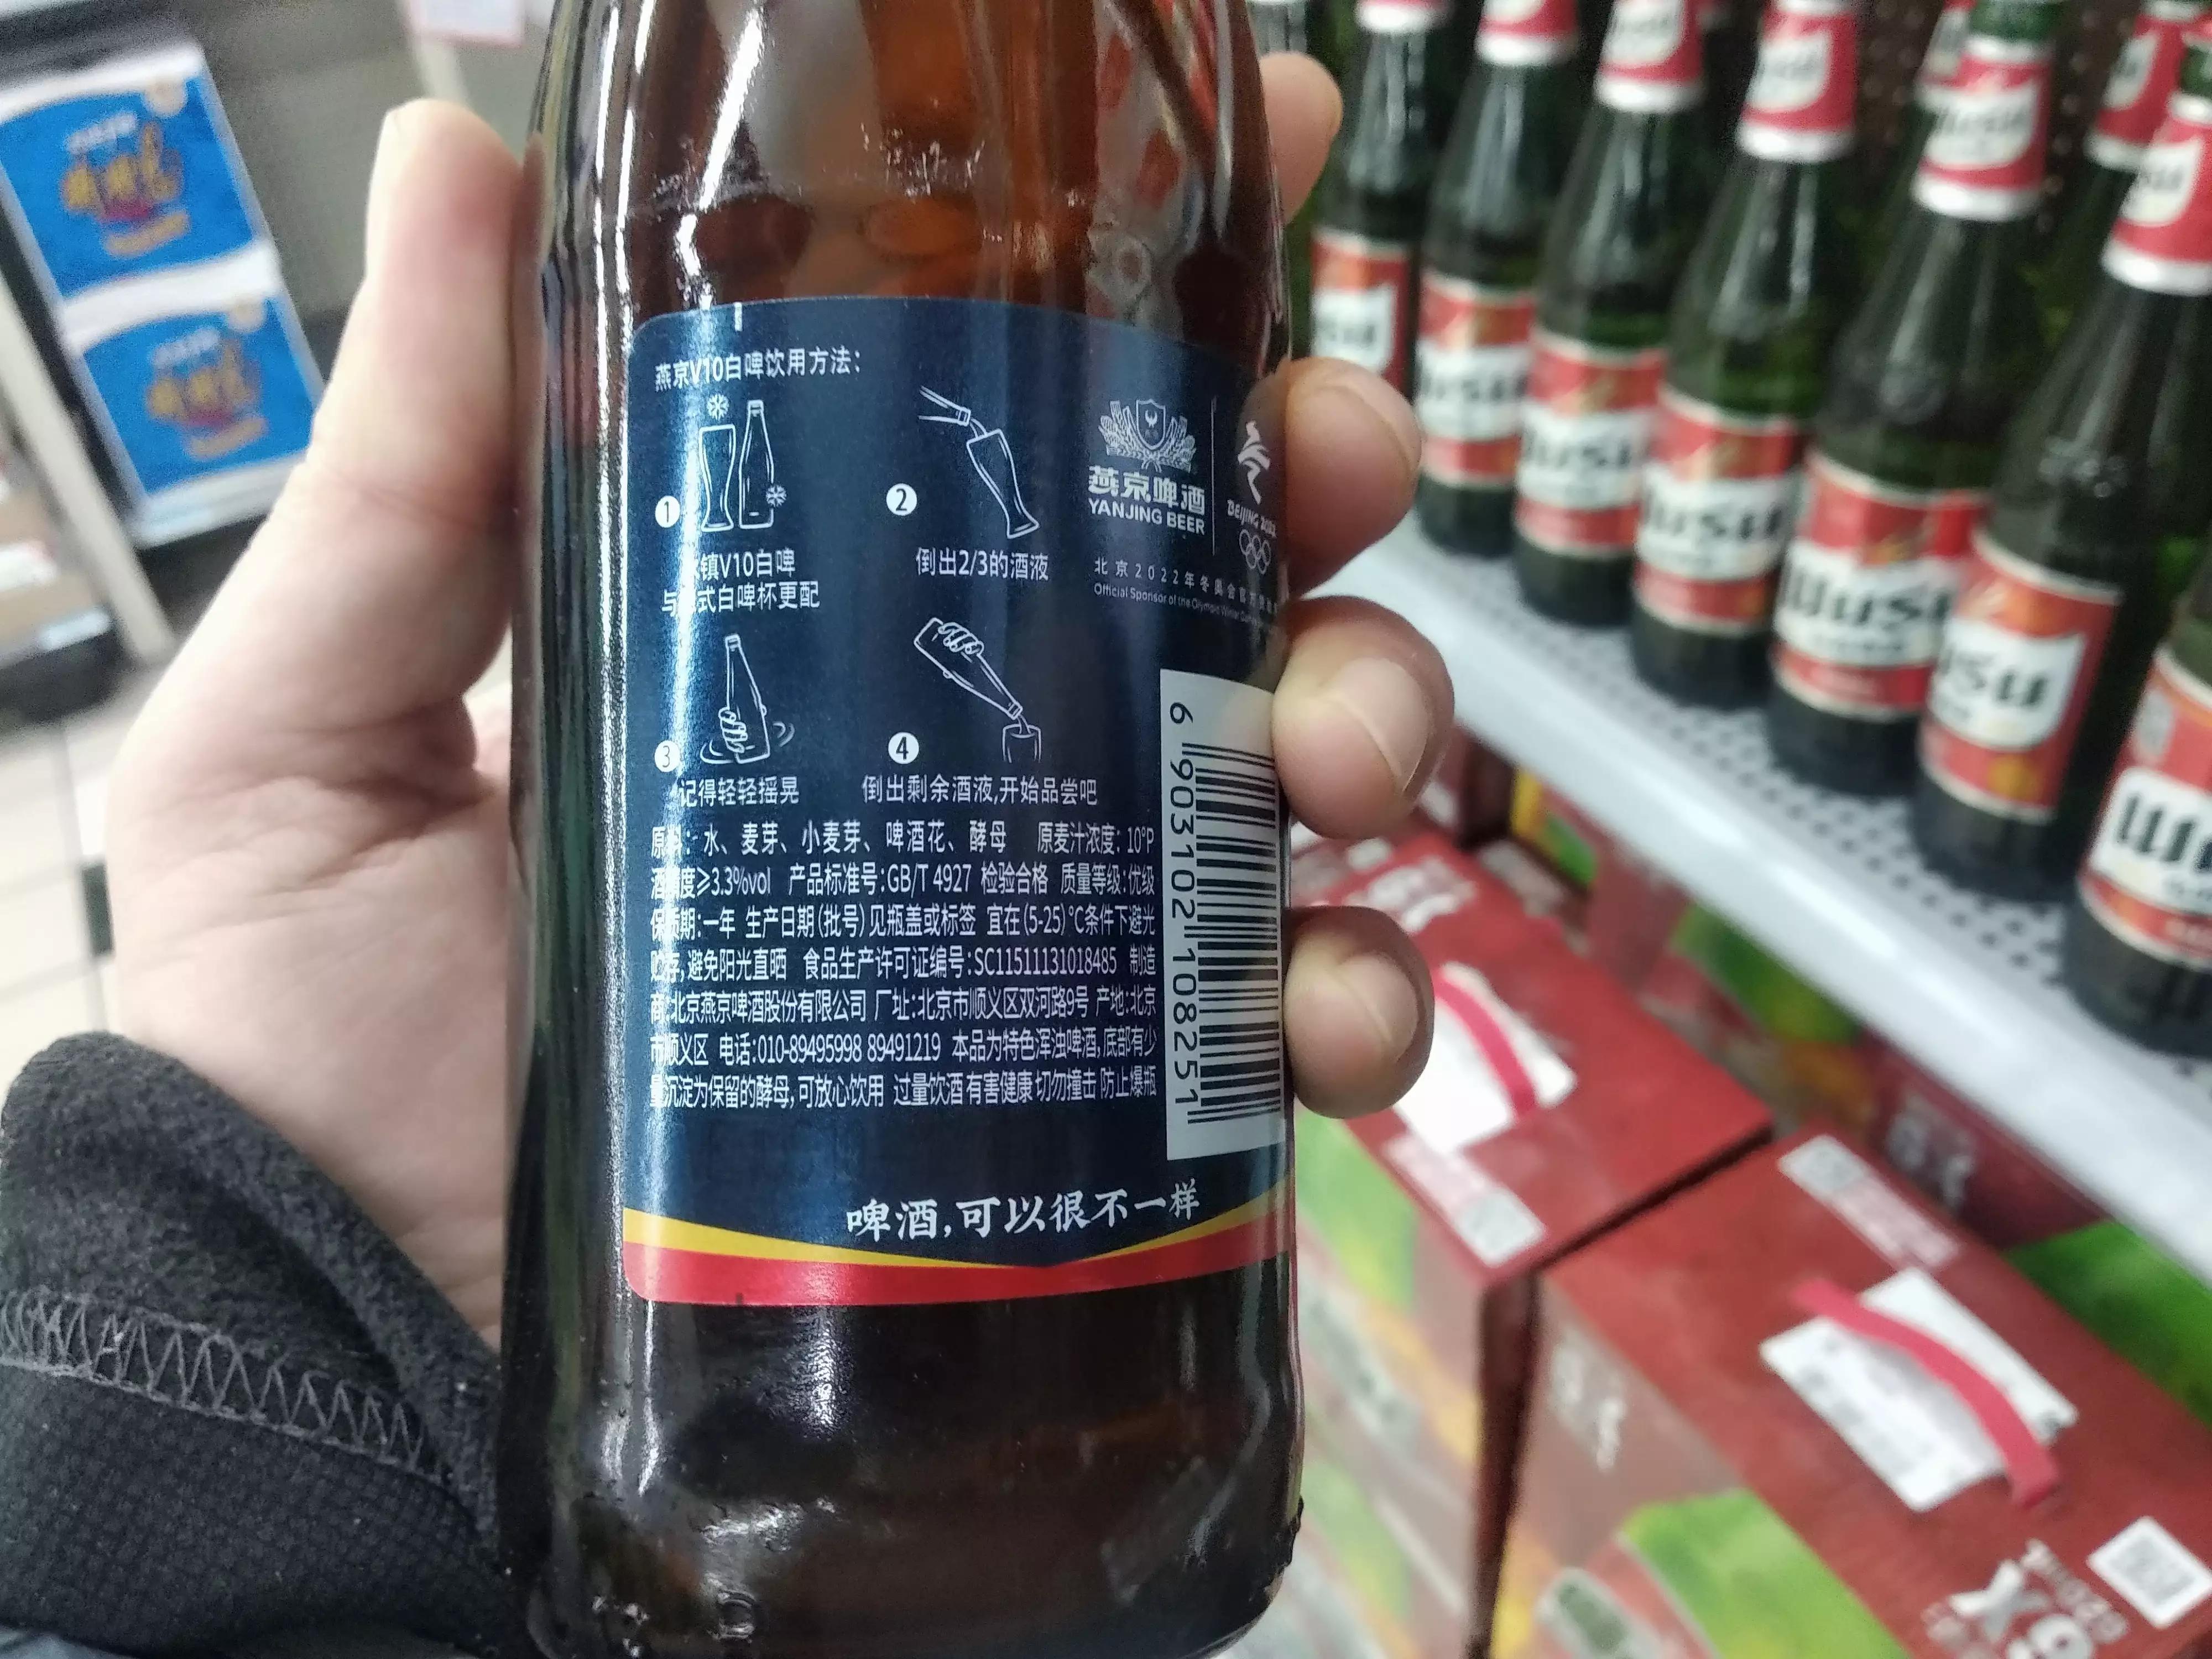 燕京V10白啤饮用方法：
1
镇V10白啤
与 式白啤杯更配
2
倒出2/3的酒液
燕京啤酒
YANJING BEER
BEIJING 2022
北京2022年冬奥会官方
Official Sponsor of the Olympic Winter
3
记得轻轻摇晃
4
倒出剩余酒液,开始品尝吧
原料:水、麦芽、小麦芽、啤酒花、酵母 原麦汁浓度: 10°P
酒精度≥3.3%vol 产品标准号:GB/T 4927 检验合格 质量等级:优级
保质期:一年 生产日期(批号)见瓶盖或标签 宜在(5-25)°C条件下避光
贮存,避免阳光直晒 食品生产许可证编号:SC11511131018485 制造
商:北京燕京啤酒股份有限公司 厂址:北京市顺义区双河路9号 产地:北京
市顺义区 电话:010-89495998 89491219 本品为特色浑浊啤酒,底部有少
量沉淀为保留的酵母,可放心饮用 过量饮酒有害健康 切勿撞击 防止爆瓶
6 903102 108251
啤酒,可以很不一样
WUSU
WUSU
WUSU
WUSU